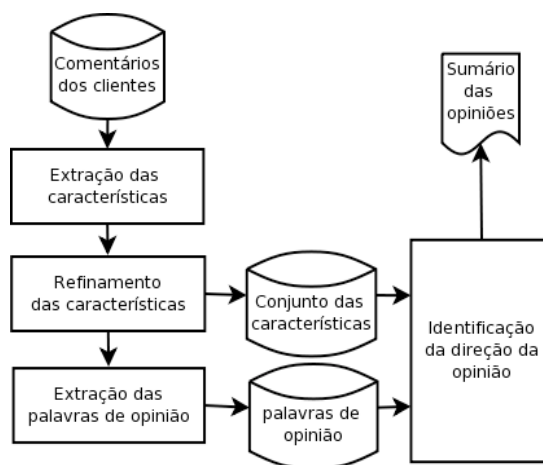 Comentários
dos clientes
Sumário
das
opiniões
Extração das
características
Refinamento
das características
Conjunto das
características
Identificação
da direção da
opinião
Extração das
palavras de opinião
palavras de
opinião